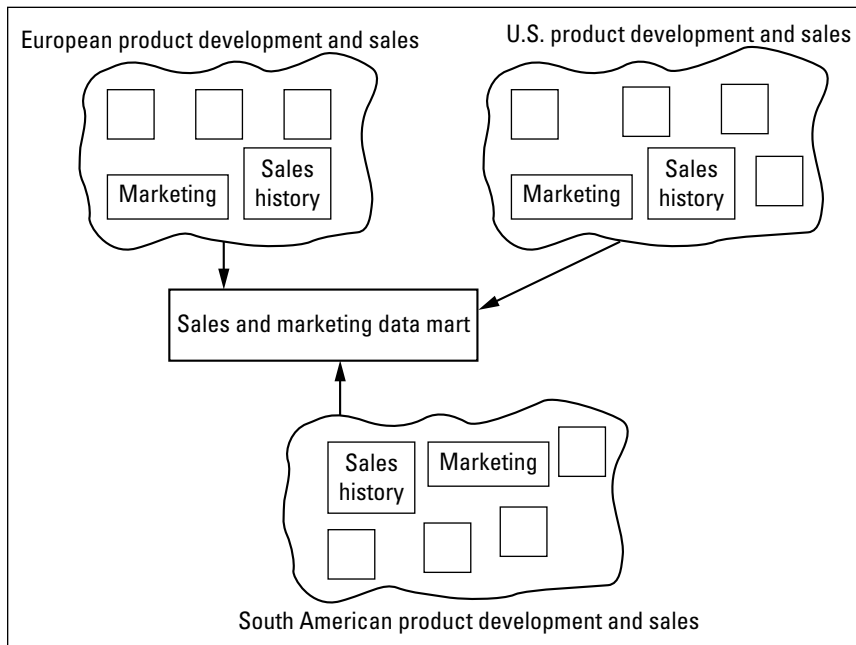 European product development and sales
U.S. product development and sales
Marketing
Sales
history
Marketing
Sales
history
Sales and marketing data mart
Sales
history
Marketing
South American product development and sales